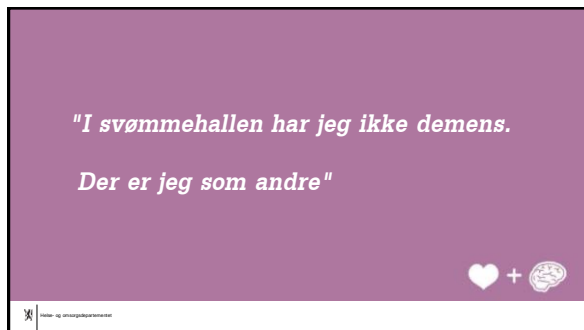 "I svømmehallen har jeg ikke demens.
Der er jeg som andre"
+
Helse- og omsorgsdepartementet